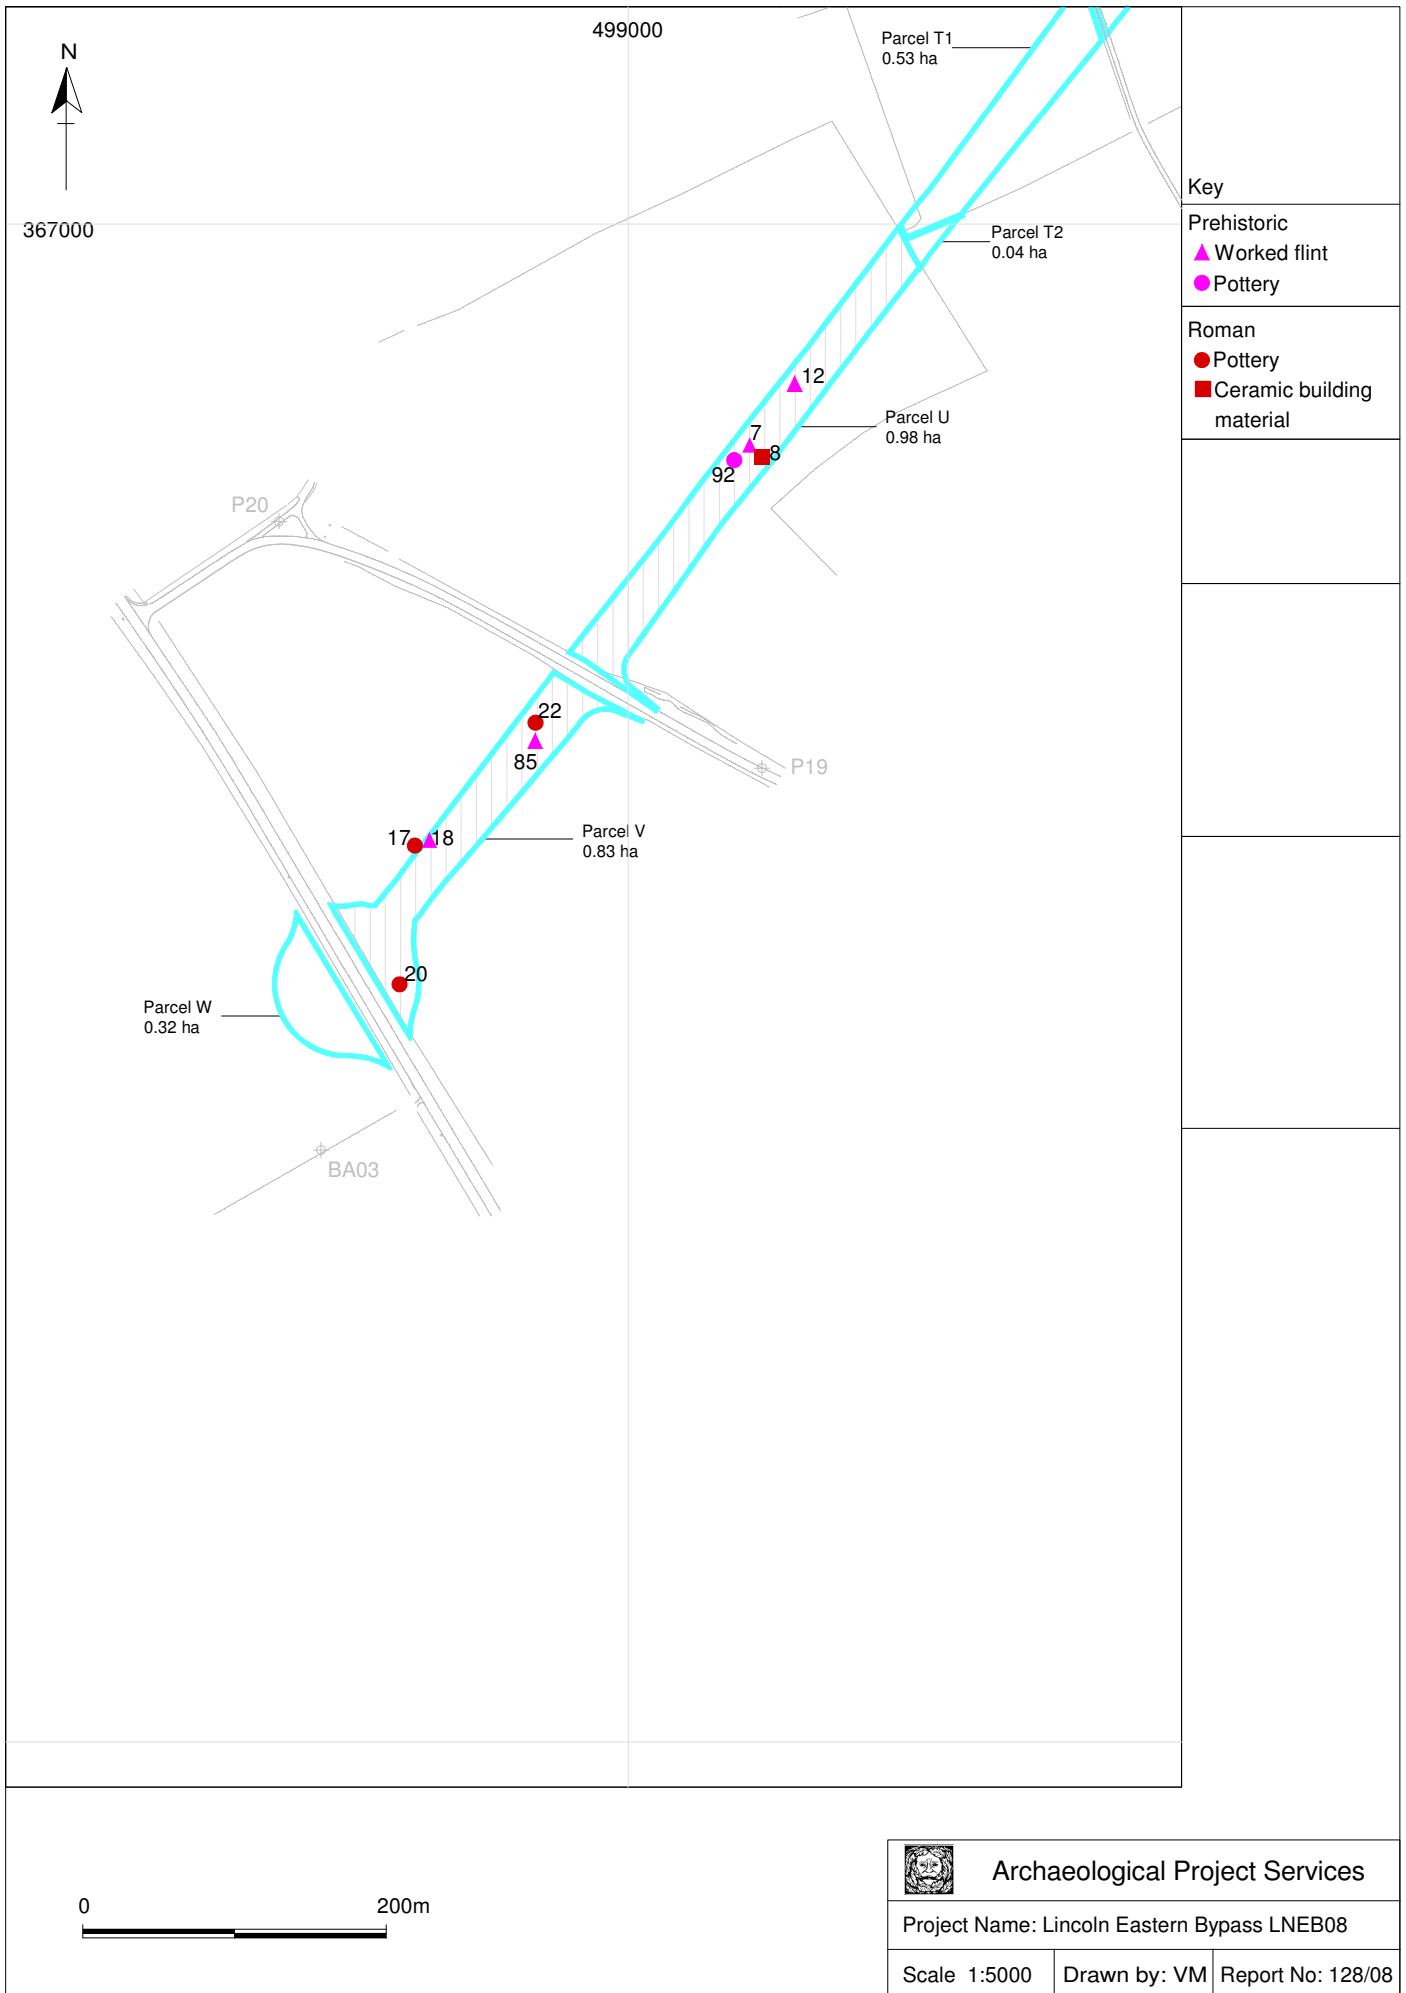 N
499000
367000
Parcel T1
0.53 ha
Parcel T2
0.04 ha
12
Parcel U
0.98 ha
7
8
92
P20
22
85
P19
17
18
Parcel V
0.83 ha
20
Parcel W
0.32 ha
BA03
Key
Prehistoric
Worked flint
Pottery
Roman
Pottery
Ceramic building
material
0 200m
Archaeological Project Services
Project Name: Lincoln Eastern Bypass LNEB08
Scale 1:5000 Drawn by: VM Report No: 128/08